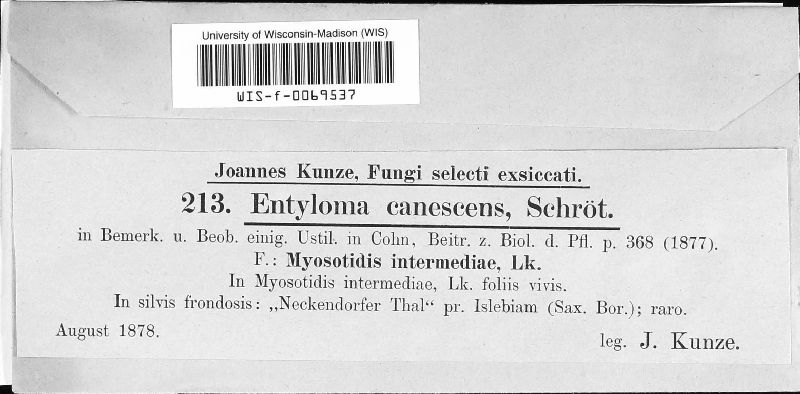 University of Wisconsin-Madison (WIS)
WIS-f-0069537
Joannes Kunze, Fungi selecti exsiccati.
213. Entyloma canescens, Schröt.
in Bemerk. u. Beob. einig. Ustil. in Cohn, Beitr. z. Biol. d. Pfl. p. 368 (1877).
F.: Myosotidis intermediae, Lk.
In Myosotidis intermediae, Lk. foliis vivis.
In silvis frondosis: „Neckendorfer Thal“ pr. Islebiam (Sax. Bor.); raro.
August 1878.
leg. J. Kunze.